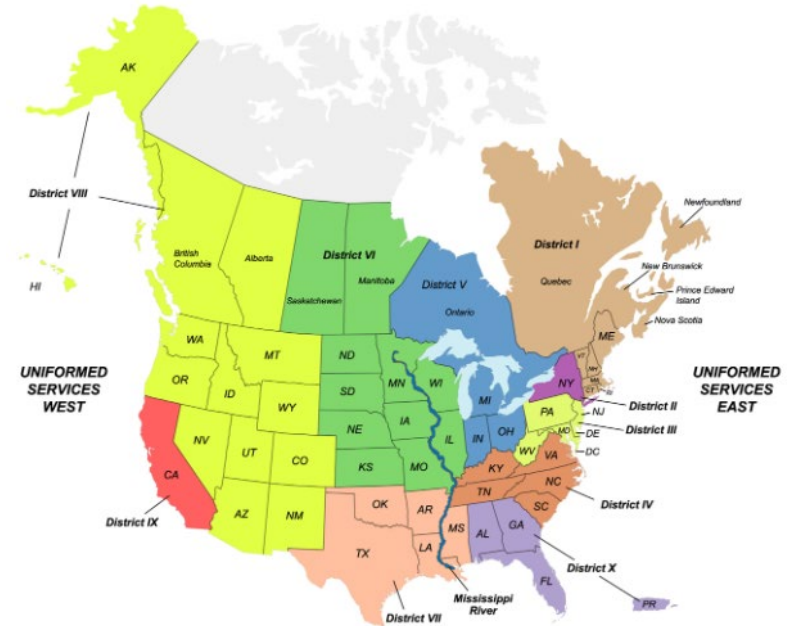 AK
District VIII
HI
British
Columbia
Alberta
District VI
Saskatchewan
Manitoba
District V
Ontario
District I
Quebec
Newfoundland
New Brunswick
Prince Edward
Island
Nova Scotia
ME
VT
NH
MA
CT
RI
UNIFORMED
SERVICES
WEST
UNIFORMED
SERVICES
EAST
WA
OR
ID
MT
WY
NV
UT
CO
AZ
NM
CA
District IX
ND
SD
NE
KS
MN
IA
MO
WI
IL
MI
IN
OH
NY
District II
PA
NJ
District III
MD
DE
DC
WV
VA
KY
TN
NC
SC
District IV
OK
AR
TX
LA
MS
District VII
Mississippi
River
AL
GA
FL
District X
PR